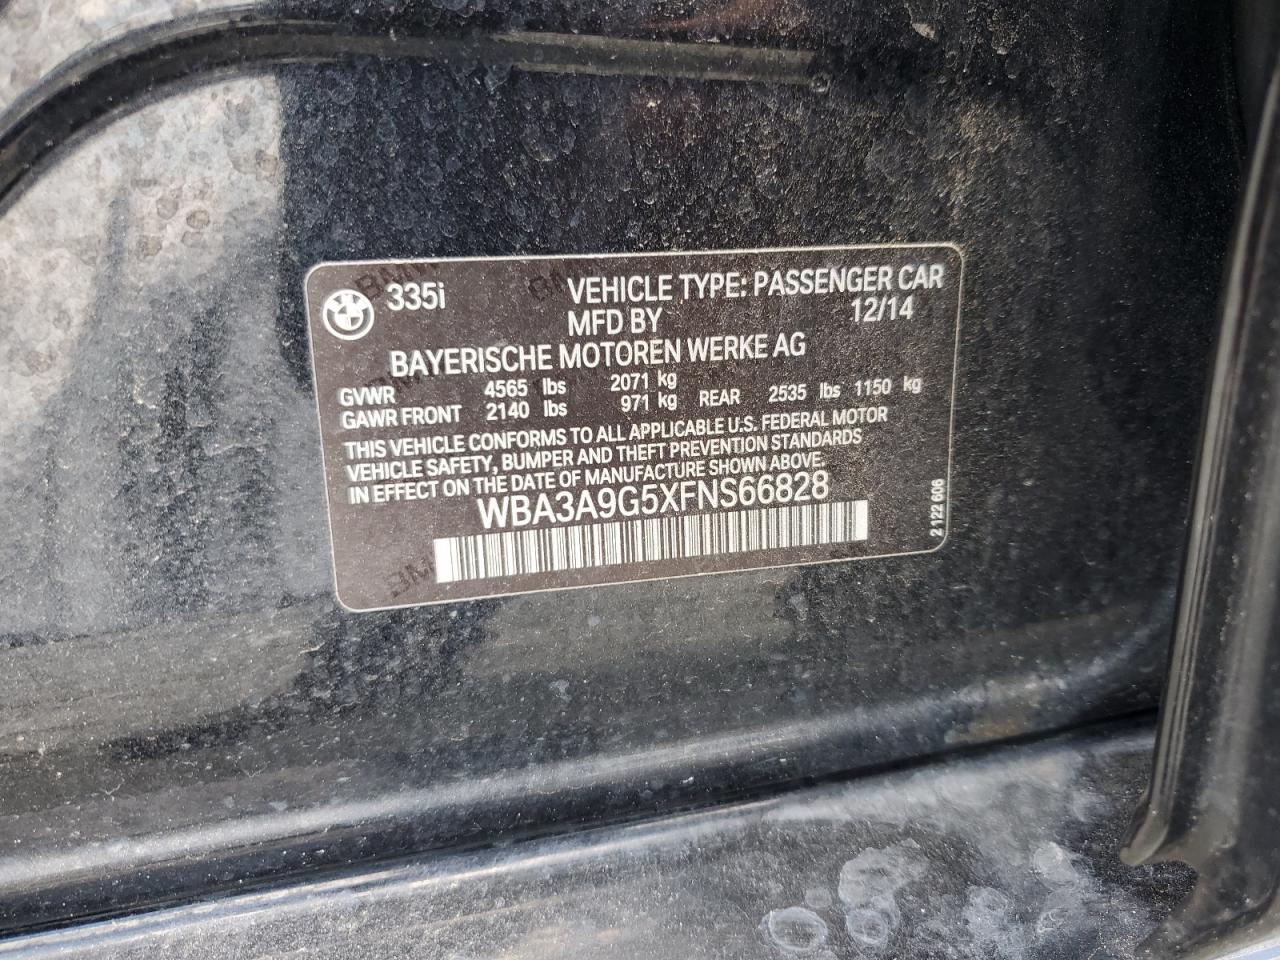 335i VEHICLE TYPE: PASSENGER CAR
MFD BY 12/14
BAYERISCHE MOTOREN WERKE AG
GVWR 4565 lbs 2071 kg
GAWR FRONT 2140 lbs 971 kg REAR 2535 lbs 1150 kg
THIS VEHICLE CONFORMS TO ALL APPLICABLE U.S. FEDERAL MOTOR
VEHICLE SAFETY, BUMPER AND THEFT PREVENTION STANDARDS
IN EFFECT ON THE DATE OF MANUFACTURE SHOWN ABOVE.
WBA3A9G5XFNS66828
2 122 606